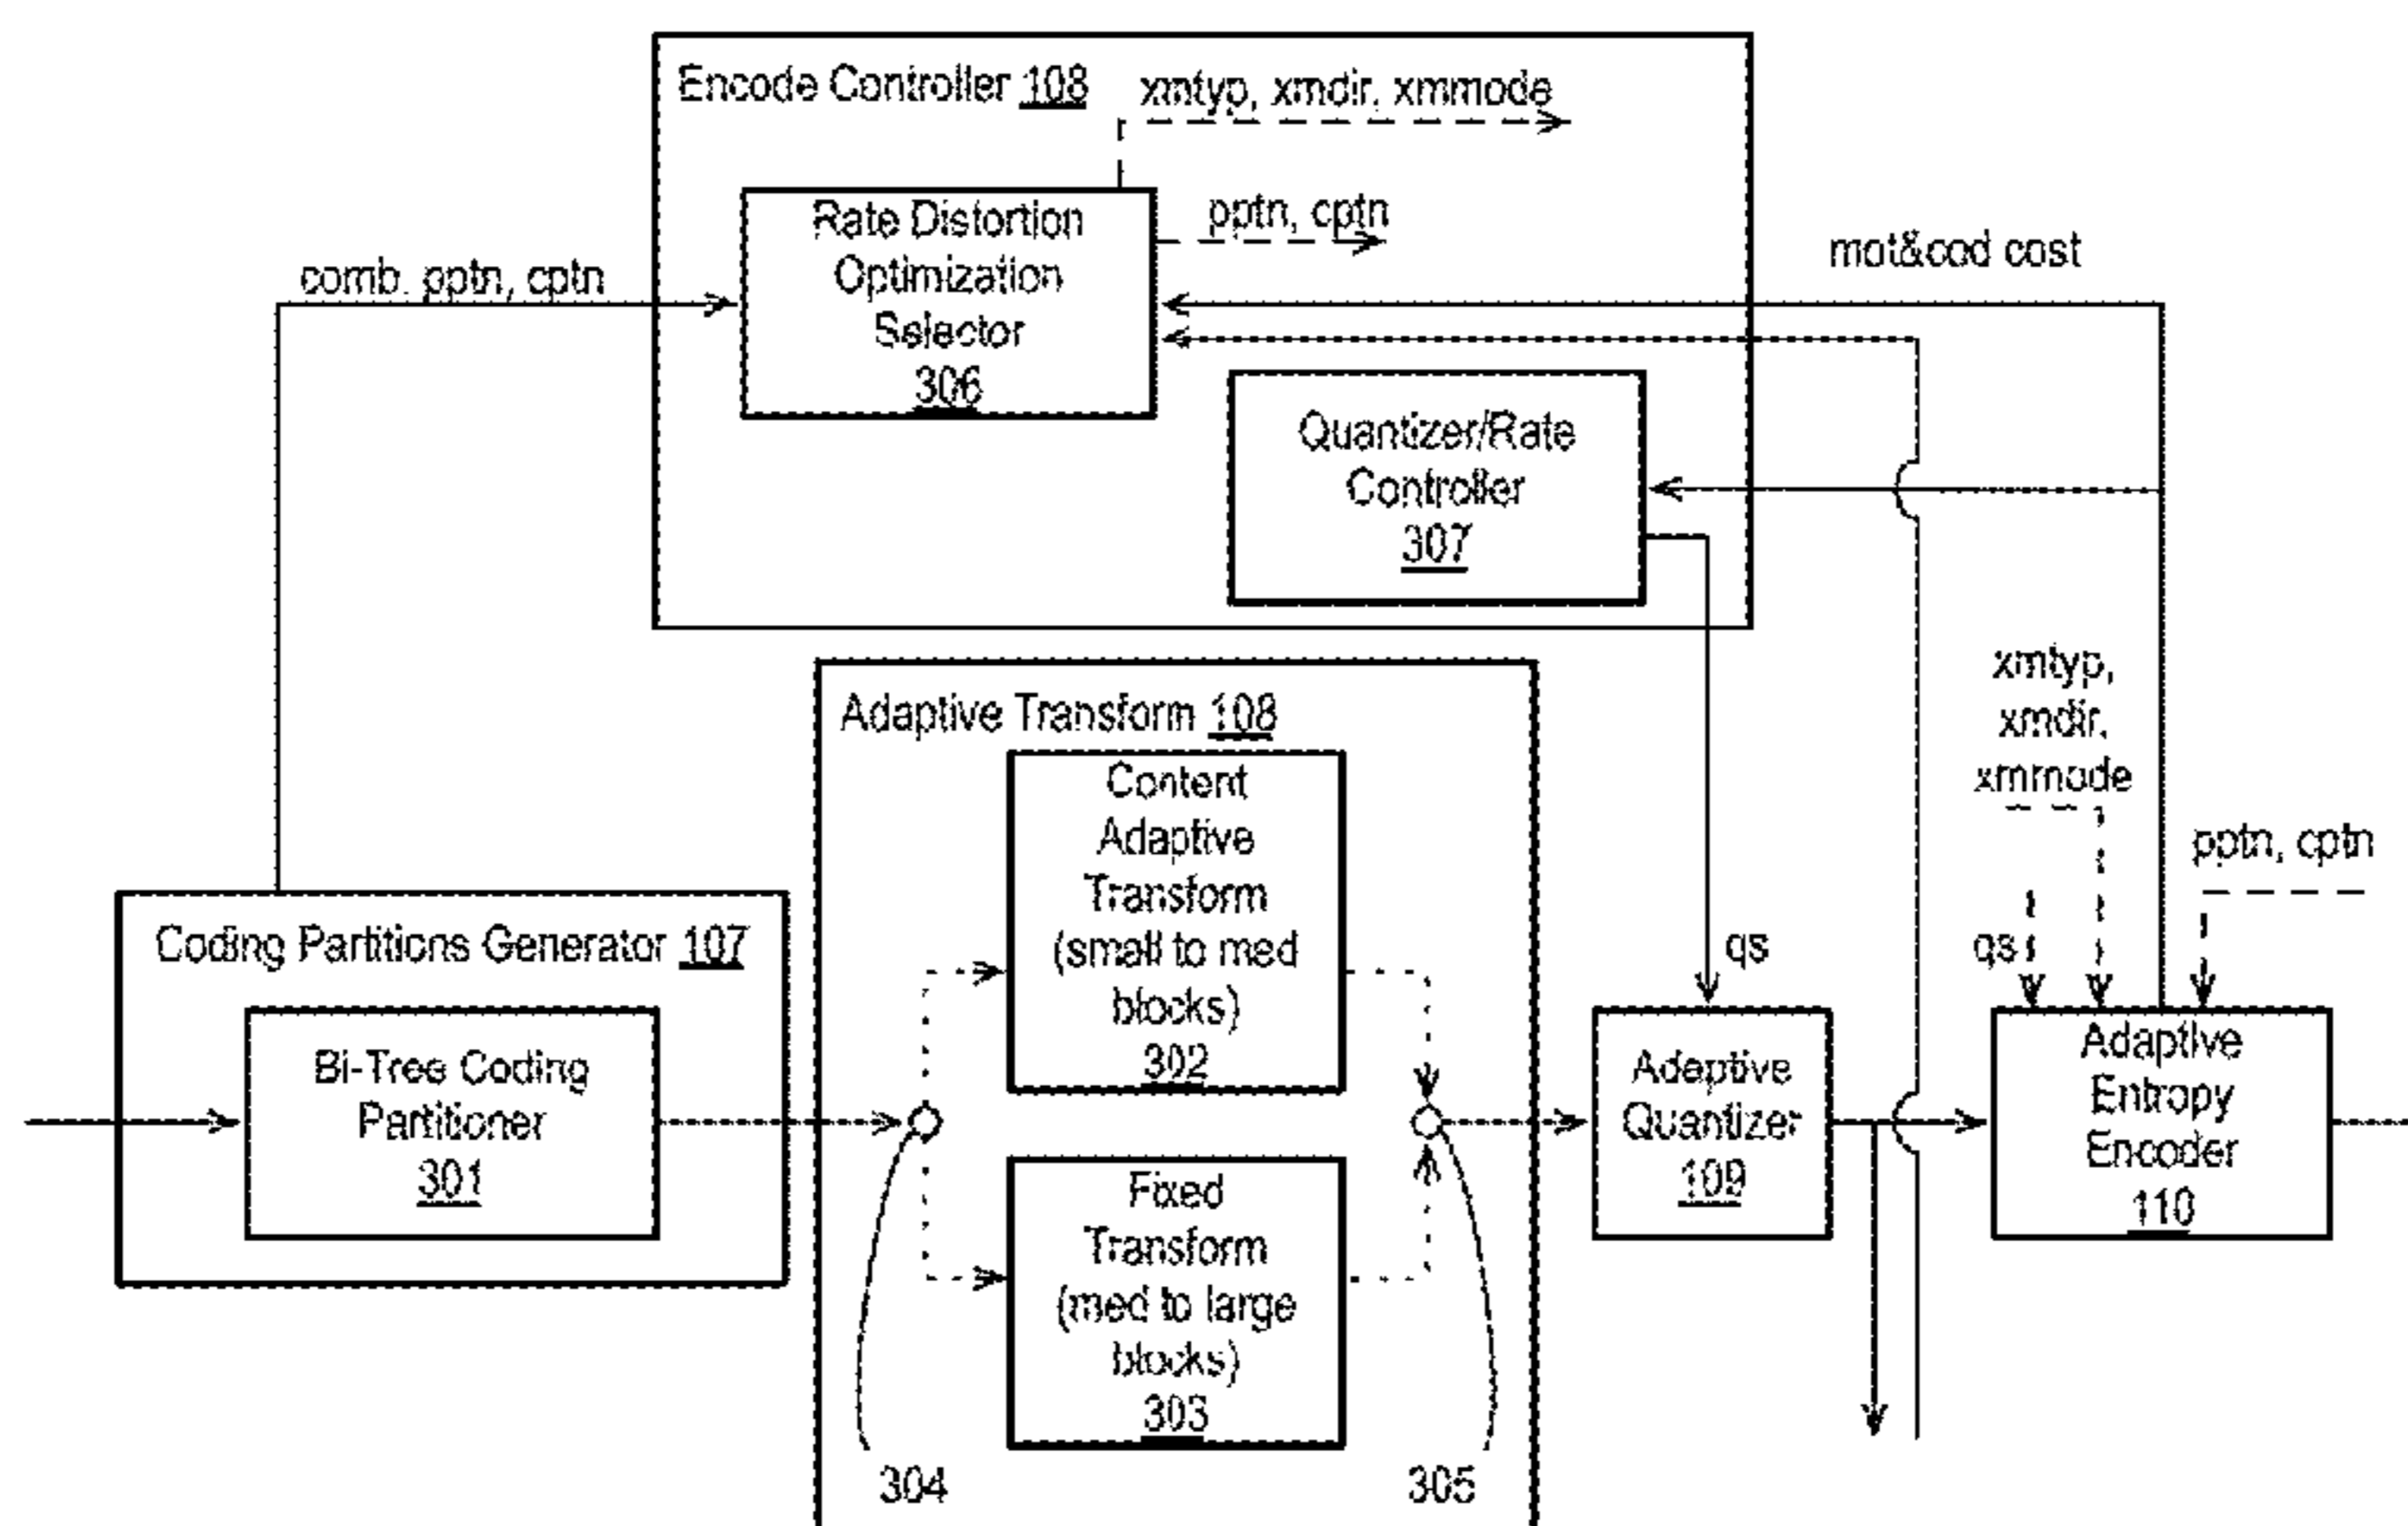 Encode Controller 108
xmtyp, xmdir, xmmode
Rate Distortion
Optimization
Selector
306
pptn, cptn
comb. pptn, cptn
mot&cod cost
Quantizer/Rate
Controller
307
xmtyp,
xmdir,
xmmode
pptn, cptn
qs
qs
Adaptive Transform 108
Content
Adaptive
Transform
(small to med
blocks)
302
Coding Partitions Generator 107
Bi-Tree Coding
Partitioner
301
Fixed
Transform
(med to large
blocks)
303
304
305
Adaptive
Quantizer
109
Adaptive
Entropy
Encoder
110